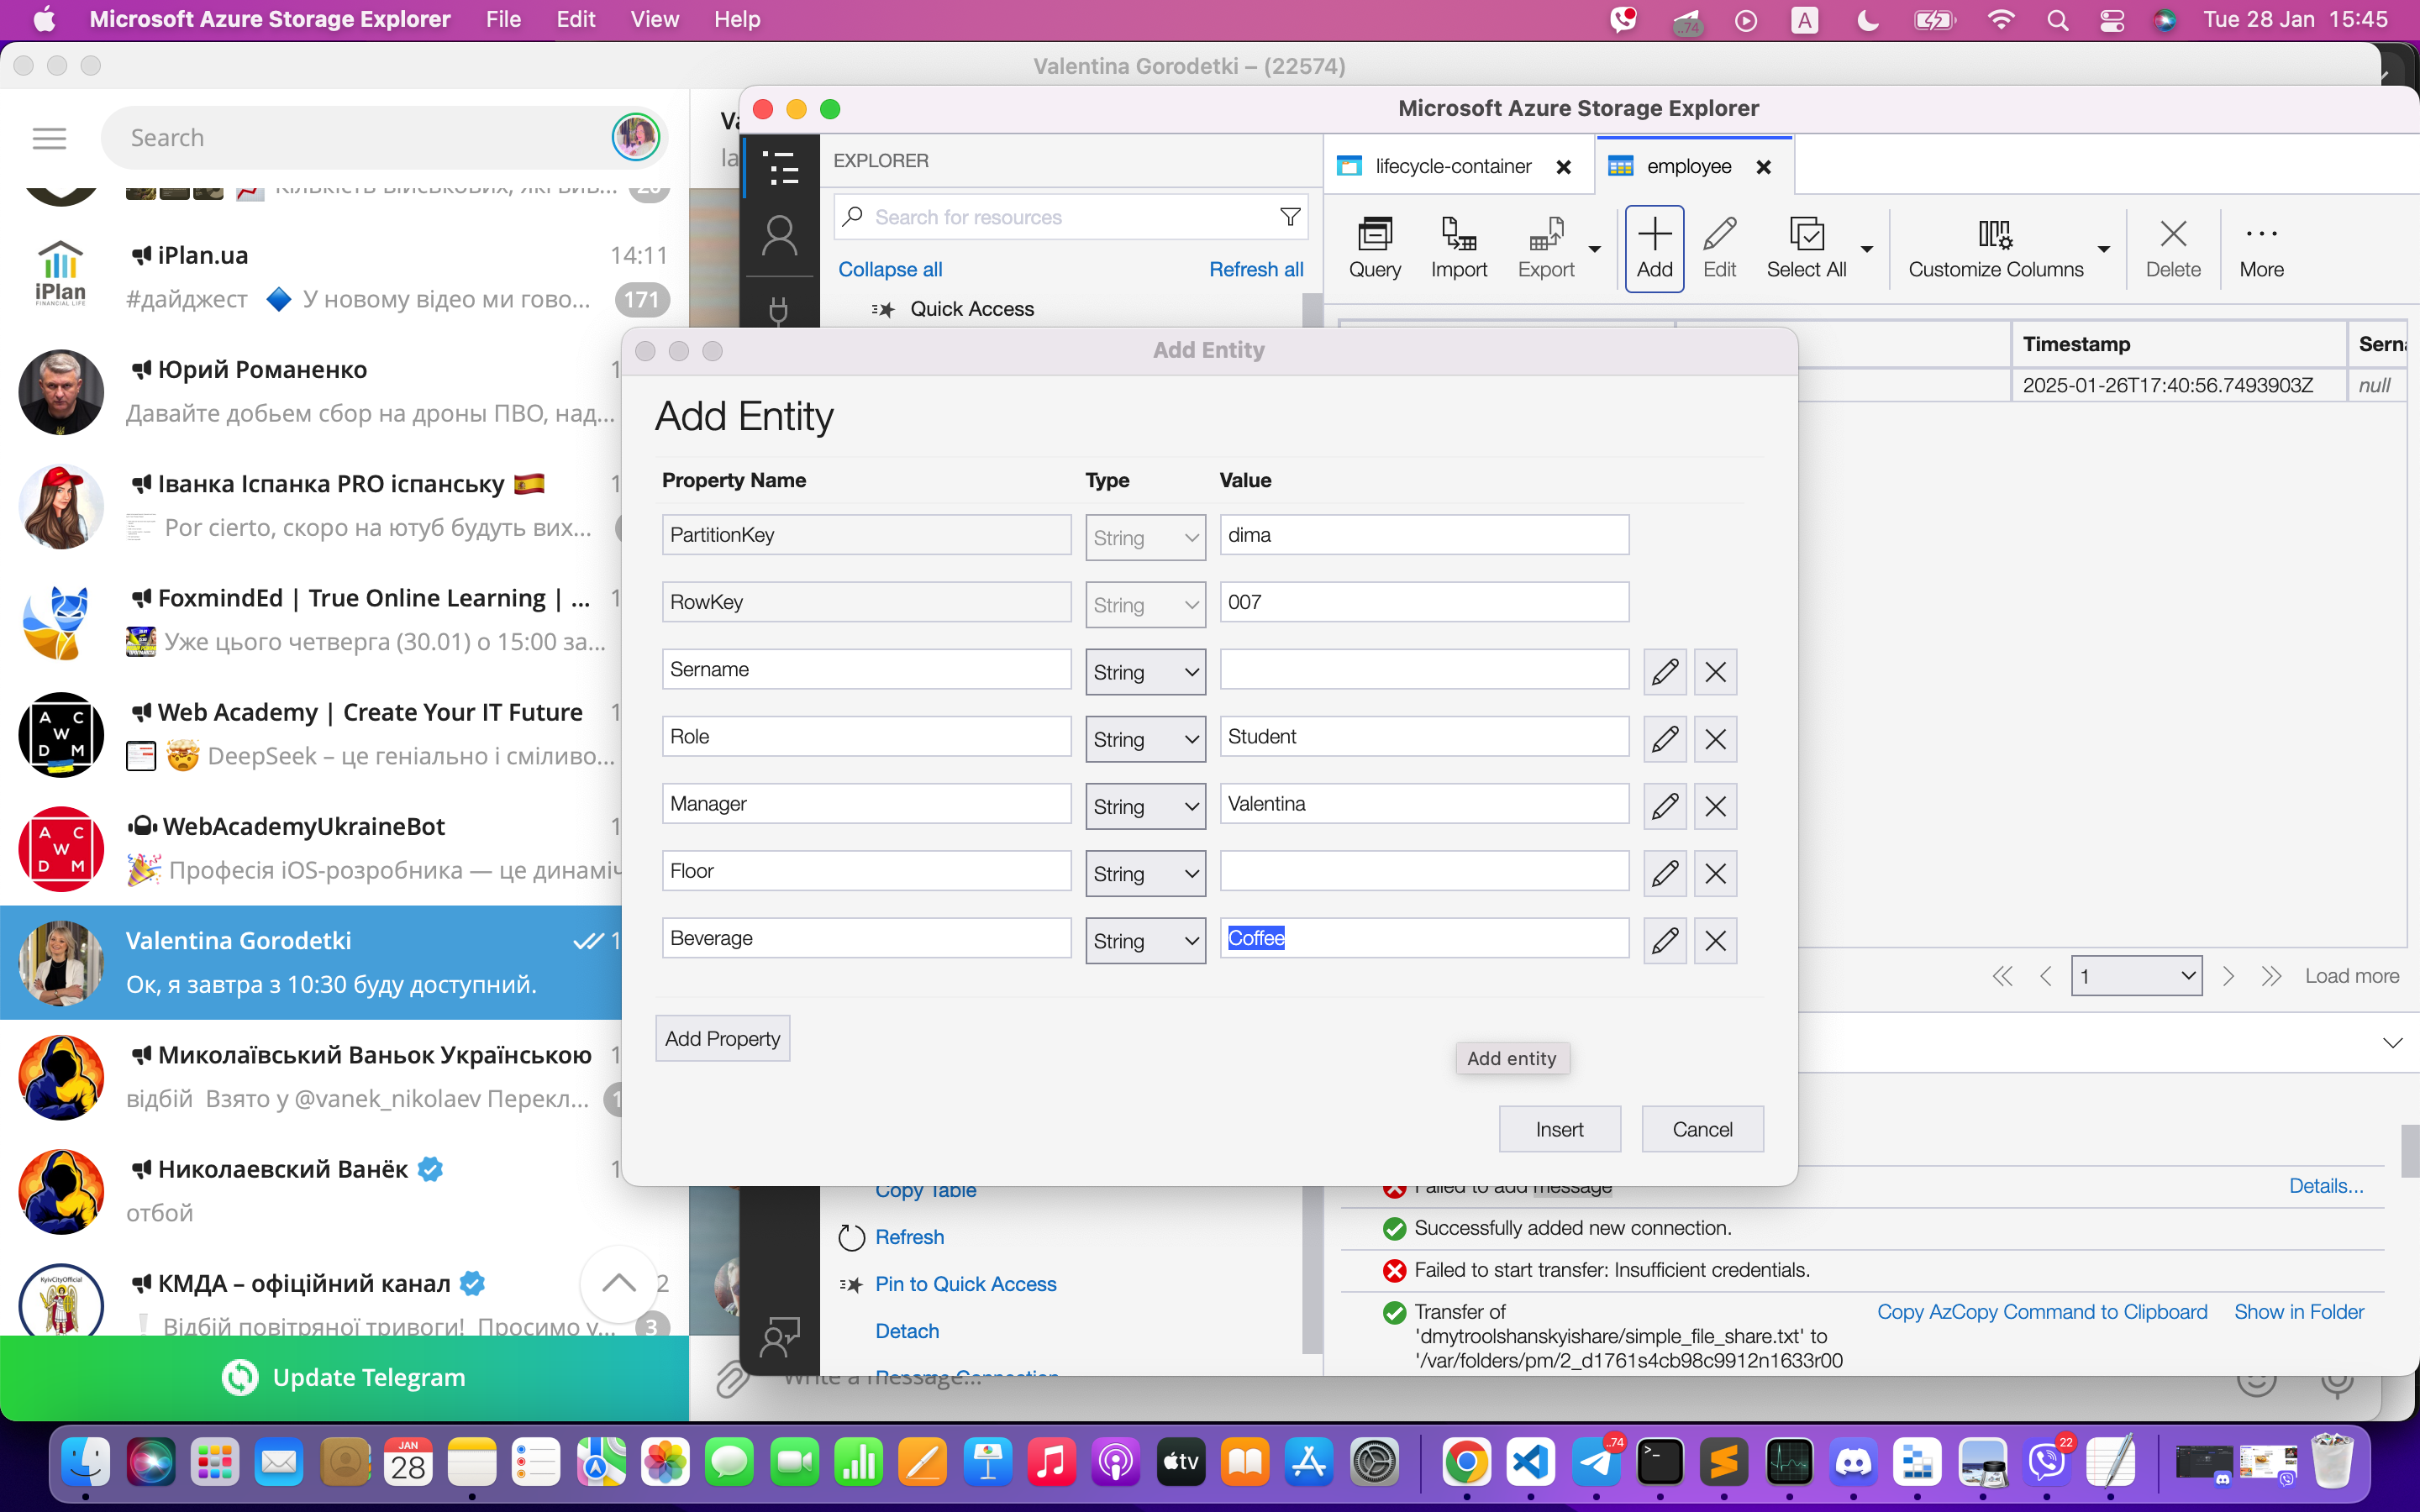 Microsoft Azure Storage Explorer File Edit View Help
..74 A Tue 28 Jan 15:45
Valentina Gorodetki – (22574)
Search
iPlan.ua 14:11
#дайджест 🔷 У новому відео ми гово... 171
iPlan
FINANCIAL LIFE
Юрий Романенко
Давайте добьем сбор на дроны ПВО, над...
Іванка Іспанка PRO іспанську 🇪🇸
Por cierto, скоро на ютуб будуть вих...
FoxmindEd | True Online Learning | ...
Уже цього четверга (30.01) о 15:00 за...
A C W D M
Web Academy | Create Your IT Future
🤯 DeepSeek – це геніально і сміливо...
A C W D M
WebAcademyUkraineBot
🎉 Професія iOS-розробника — це динаміч
Valentina Gorodetki
Ок, я завтра з 10:30 буду доступний.
Миколаївський Ваньок Українською
відбій Взято у @vanek_nikolaev Перекл...
Николаевский Ванёк
отбой
КМДА – офіційний канал
Відбій повітряної тривоги! Просимо у... 3
Update Telegram
Write a message...
Microsoft Azure Storage Explorer
EXPLORER
Search for resources
Collapse all Refresh all
Quick Access
lifecycle-container employee
Query Import Export Add Edit Select All Customize Columns Delete More
Timestamp Serna
2025-01-26T17:40:56.7493903Z null
Add Entity
Add Entity
Property Name Type Value
PartitionKey String dima
RowKey String 007
Sername String
Role String Student
Manager String Valentina
Floor String
Beverage String Coffee
Add Property
Add entity
Insert Cancel
1 Load more
Copy Table
Refresh
Pin to Quick Access
Detach
Rename Connection
Failed to add message Details...
Successfully added new connection.
Failed to start transfer: Insufficient credentials.
Transfer of Copy AzCopy Command to Clipboard Show in Folder
'dmytroolshanskyishare/simple_file_share.txt' to
'/var/folders/pm/2_d1761s4cb98c9912n1633r00
JAN
28
tv
..74
22